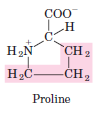 COO⁻
H
C
H₂N⁺ CH₂
H₂C CH₂
Proline